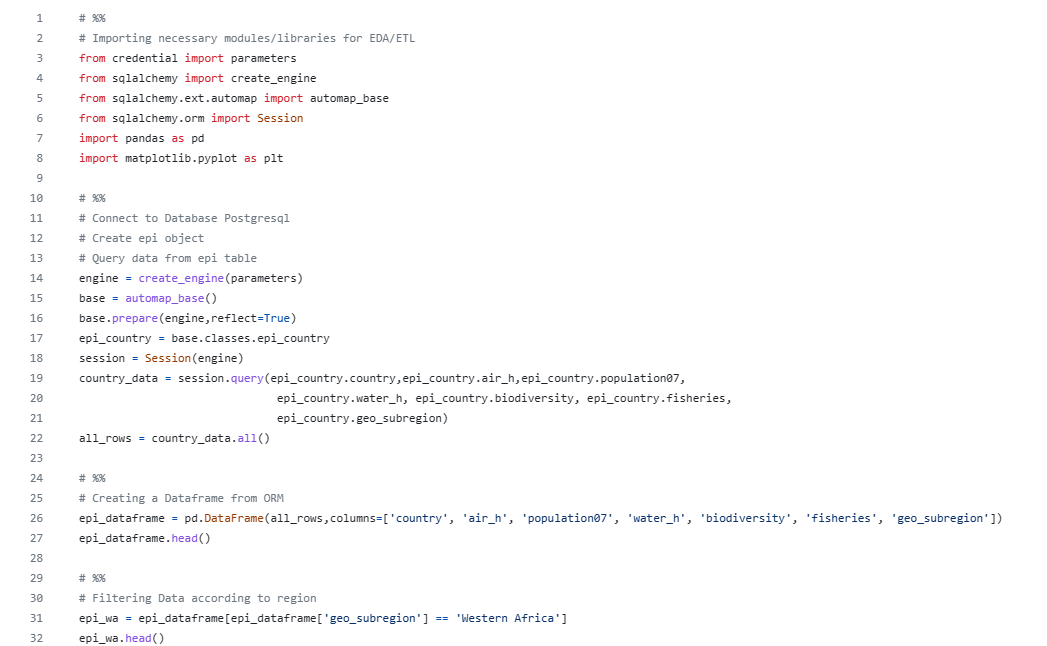 1 # %%
2 # Importing necessary modules/libraries for EDA/ETL
3 from credential import parameters
4 from sqlalchemy import create_engine
5 from sqlalchemy.ext.automap import automap_base
6 from sqlalchemy.orm import Session
7 import pandas as pd
8 import matplotlib.pyplot as plt
9
10 # %%
11 # Connect to Database Postgresql
12 # Create epi object
13 # Query data from epi table
14 engine = create_engine(parameters)
15 base = automap_base()
16 base.prepare(engine,reflect=True)
17 epi_country = base.classes.epi_country
18 session = Session(engine)
19 country_data = session.query(epi_country.country,epi_country.air_h,epi_country.population07,
20 epi_country.water_h, epi_country.biodiversity, epi_country.fisheries,
21 epi_country.geo_subregion)
22 all_rows = country_data.all()
23
24 # %%
25 # Creating a Dataframe from ORM
26 epi_dataframe = pd.DataFrame(all_rows,columns=['country', 'air_h', 'population07', 'water_h', 'biodiversity', 'fisheries', 'geo_subregion'])
27 epi_dataframe.head()
28
29 # %%
30 # Filtering Data according to region
31 epi_wa = epi_dataframe[epi_dataframe['geo_subregion'] == 'Western Africa']
32 epi_wa.head()